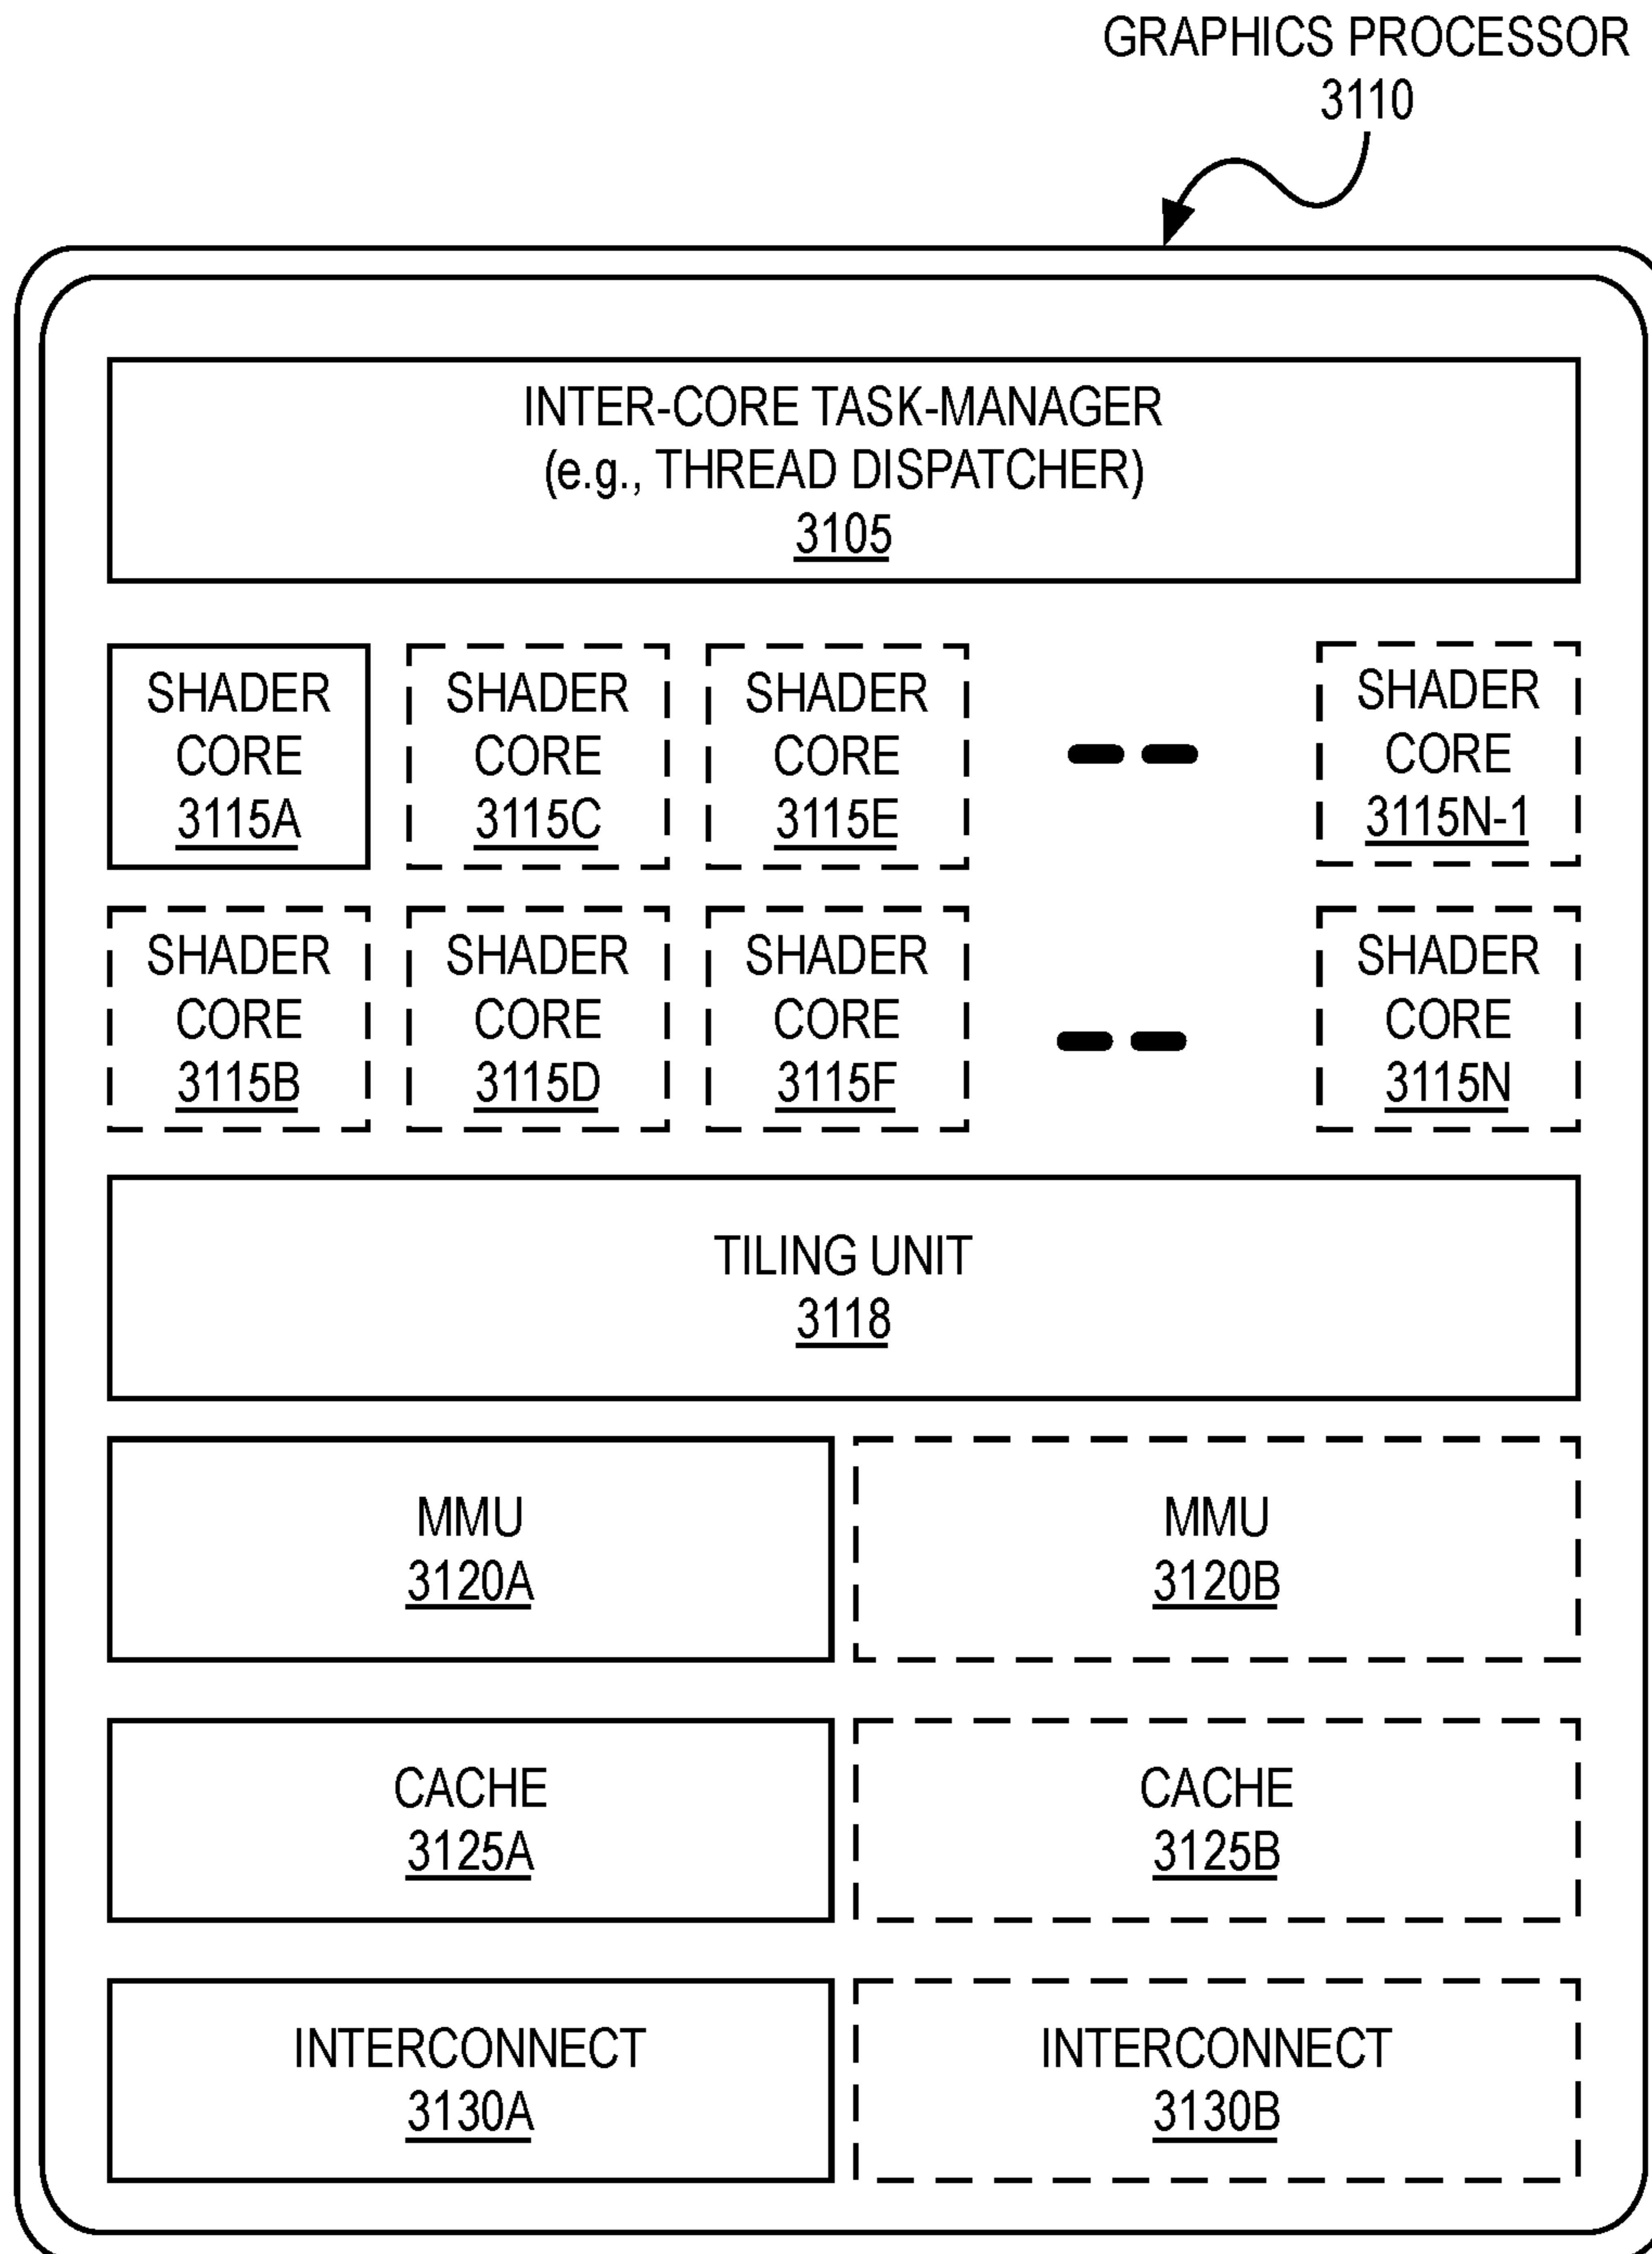 GRAPHICS PROCESSOR
3110
INTER-CORE TASK-MANAGER
(e.g., THREAD DISPATCHER)
3105
SHADER
CORE
3115A
SHADER
CORE
3115C
SHADER
CORE
3115E
SHADER
CORE
3115N-1
SHADER
CORE
3115B
SHADER
CORE
3115D
SHADER
CORE
3115F
SHADER
CORE
3115N
TILING UNIT
3118
MMU
3120A
MMU
3120B
CACHE
3125A
CACHE
3125B
INTERCONNECT
3130A
INTERCONNECT
3130B